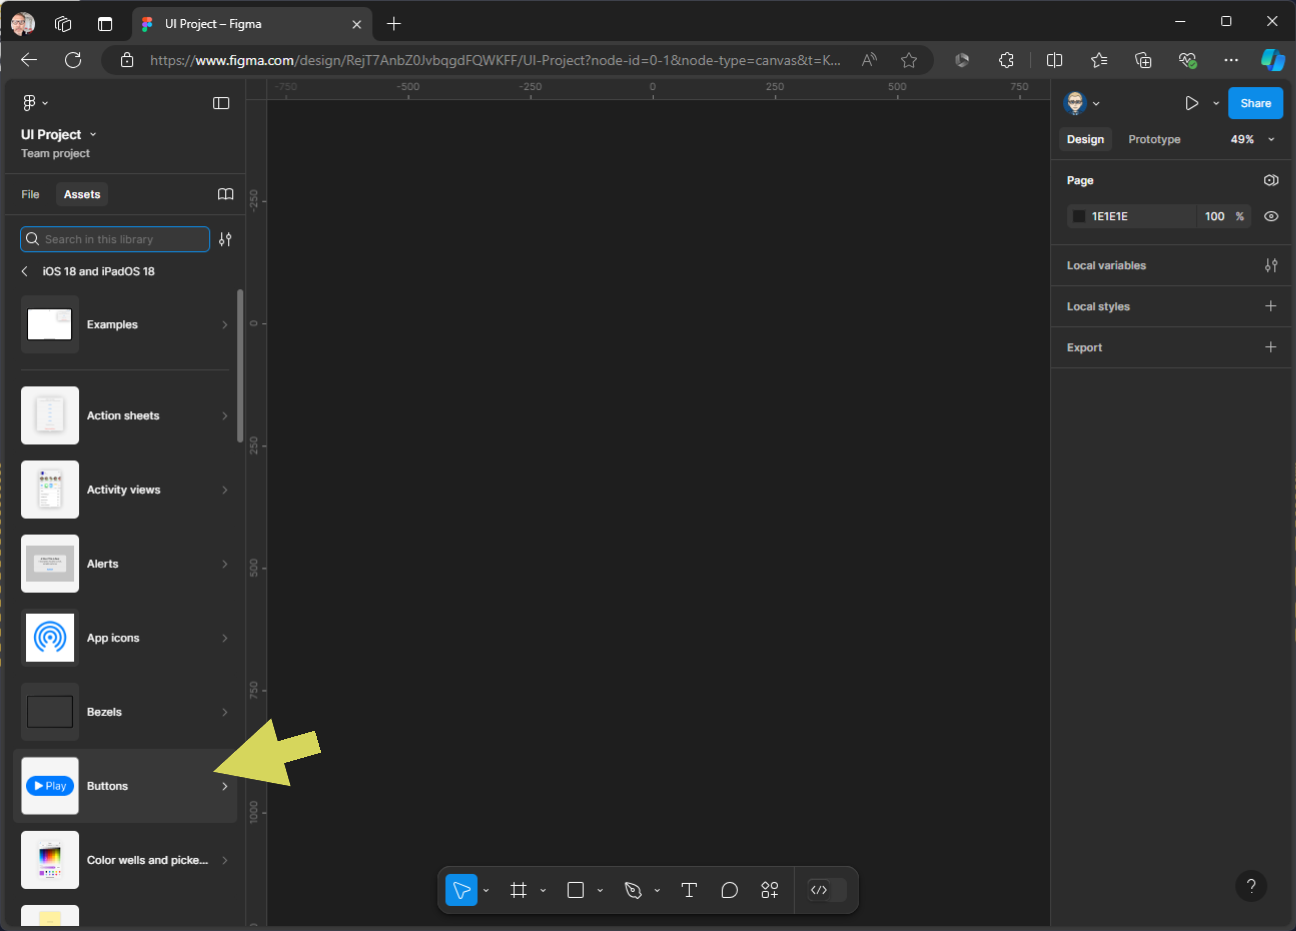 UI Project – Figma
https://www.figma.com/design/RejT7AnbZ0JvbqgdFQWKFF/UI-Project?node-id=0-1&node-type=canvas&t=K...
UI Project
Team project
File
Assets
Search in this library
iOS 18 and iPadOS 18
Examples
Action sheets
Activity views
Alerts
App icons
Bezels
Play
Buttons
Color wells and picke...
-750
-500
-250
0
250
500
750
-250
0
250
500
750
1000
Share
Design
Prototype
49%
Page
1E1E1E
100
%
Local variables
Local styles
Export
?